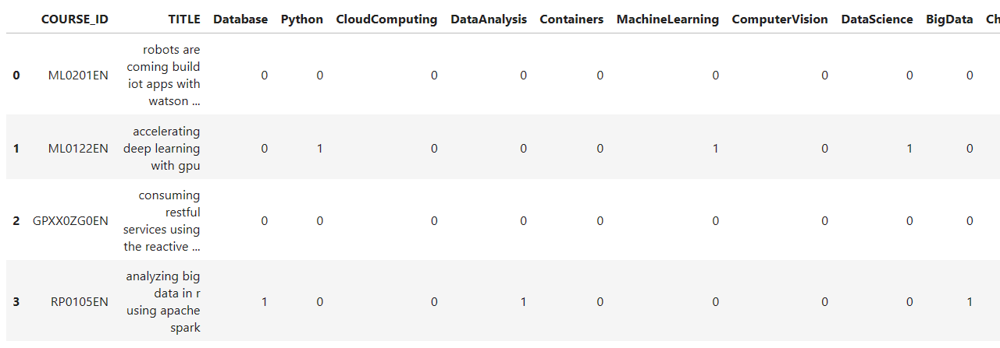 COURSE_ID TITLE Database Python CloudComputing DataAnalysis Containers MachineLearning ComputerVision DataScience BigData Ch
robots are
coming build
0 ML0201EN iot apps with 0 0 0 0 0 0 0 0 0
watson ...
accelerating
1 ML0122EN deep learning 0 1 0 0 0 1 0 1 0
with gpu
consuming
restful
2 GPXX0ZG0EN services using 0 0 0 0 0 0 0 0 0
the reactive ...
analyzing big
data in r
3 RP0105EN using apache 1 0 0 1 0 0 0 0 1
spark